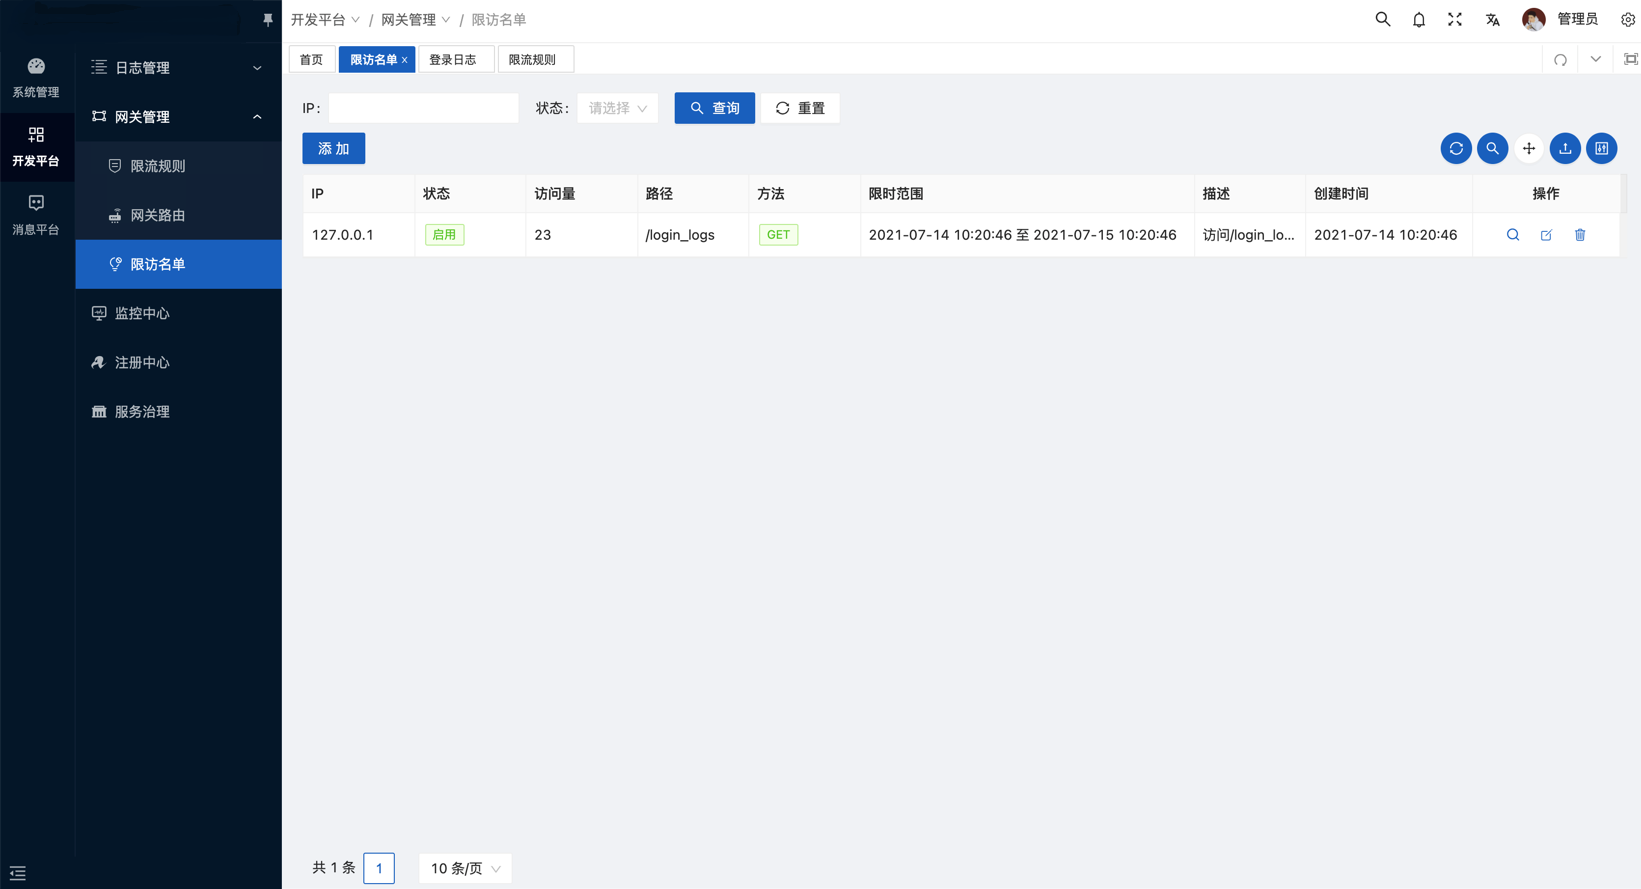 开发平台 / 网关管理 / 限访名单
管理员
系统管理
开发平台
消息平台
日志管理
网关管理
限流规则
网关路由
限访名单
监控中心
注册中心
服务治理
首页 限访名单 × 登录日志 限流规则
IP: 状态: 请选择 查询 重置
添 加
IP 状态 访问量 路径 方法 限时范围 描述 创建时间 操作
127.0.0.1 启用 23 /login_logs GET 2021-07-14 10:20:46 至 2021-07-15 10:20:46 访问/login_lo... 2021-07-14 10:20:46
共 1 条 1 10 条/页